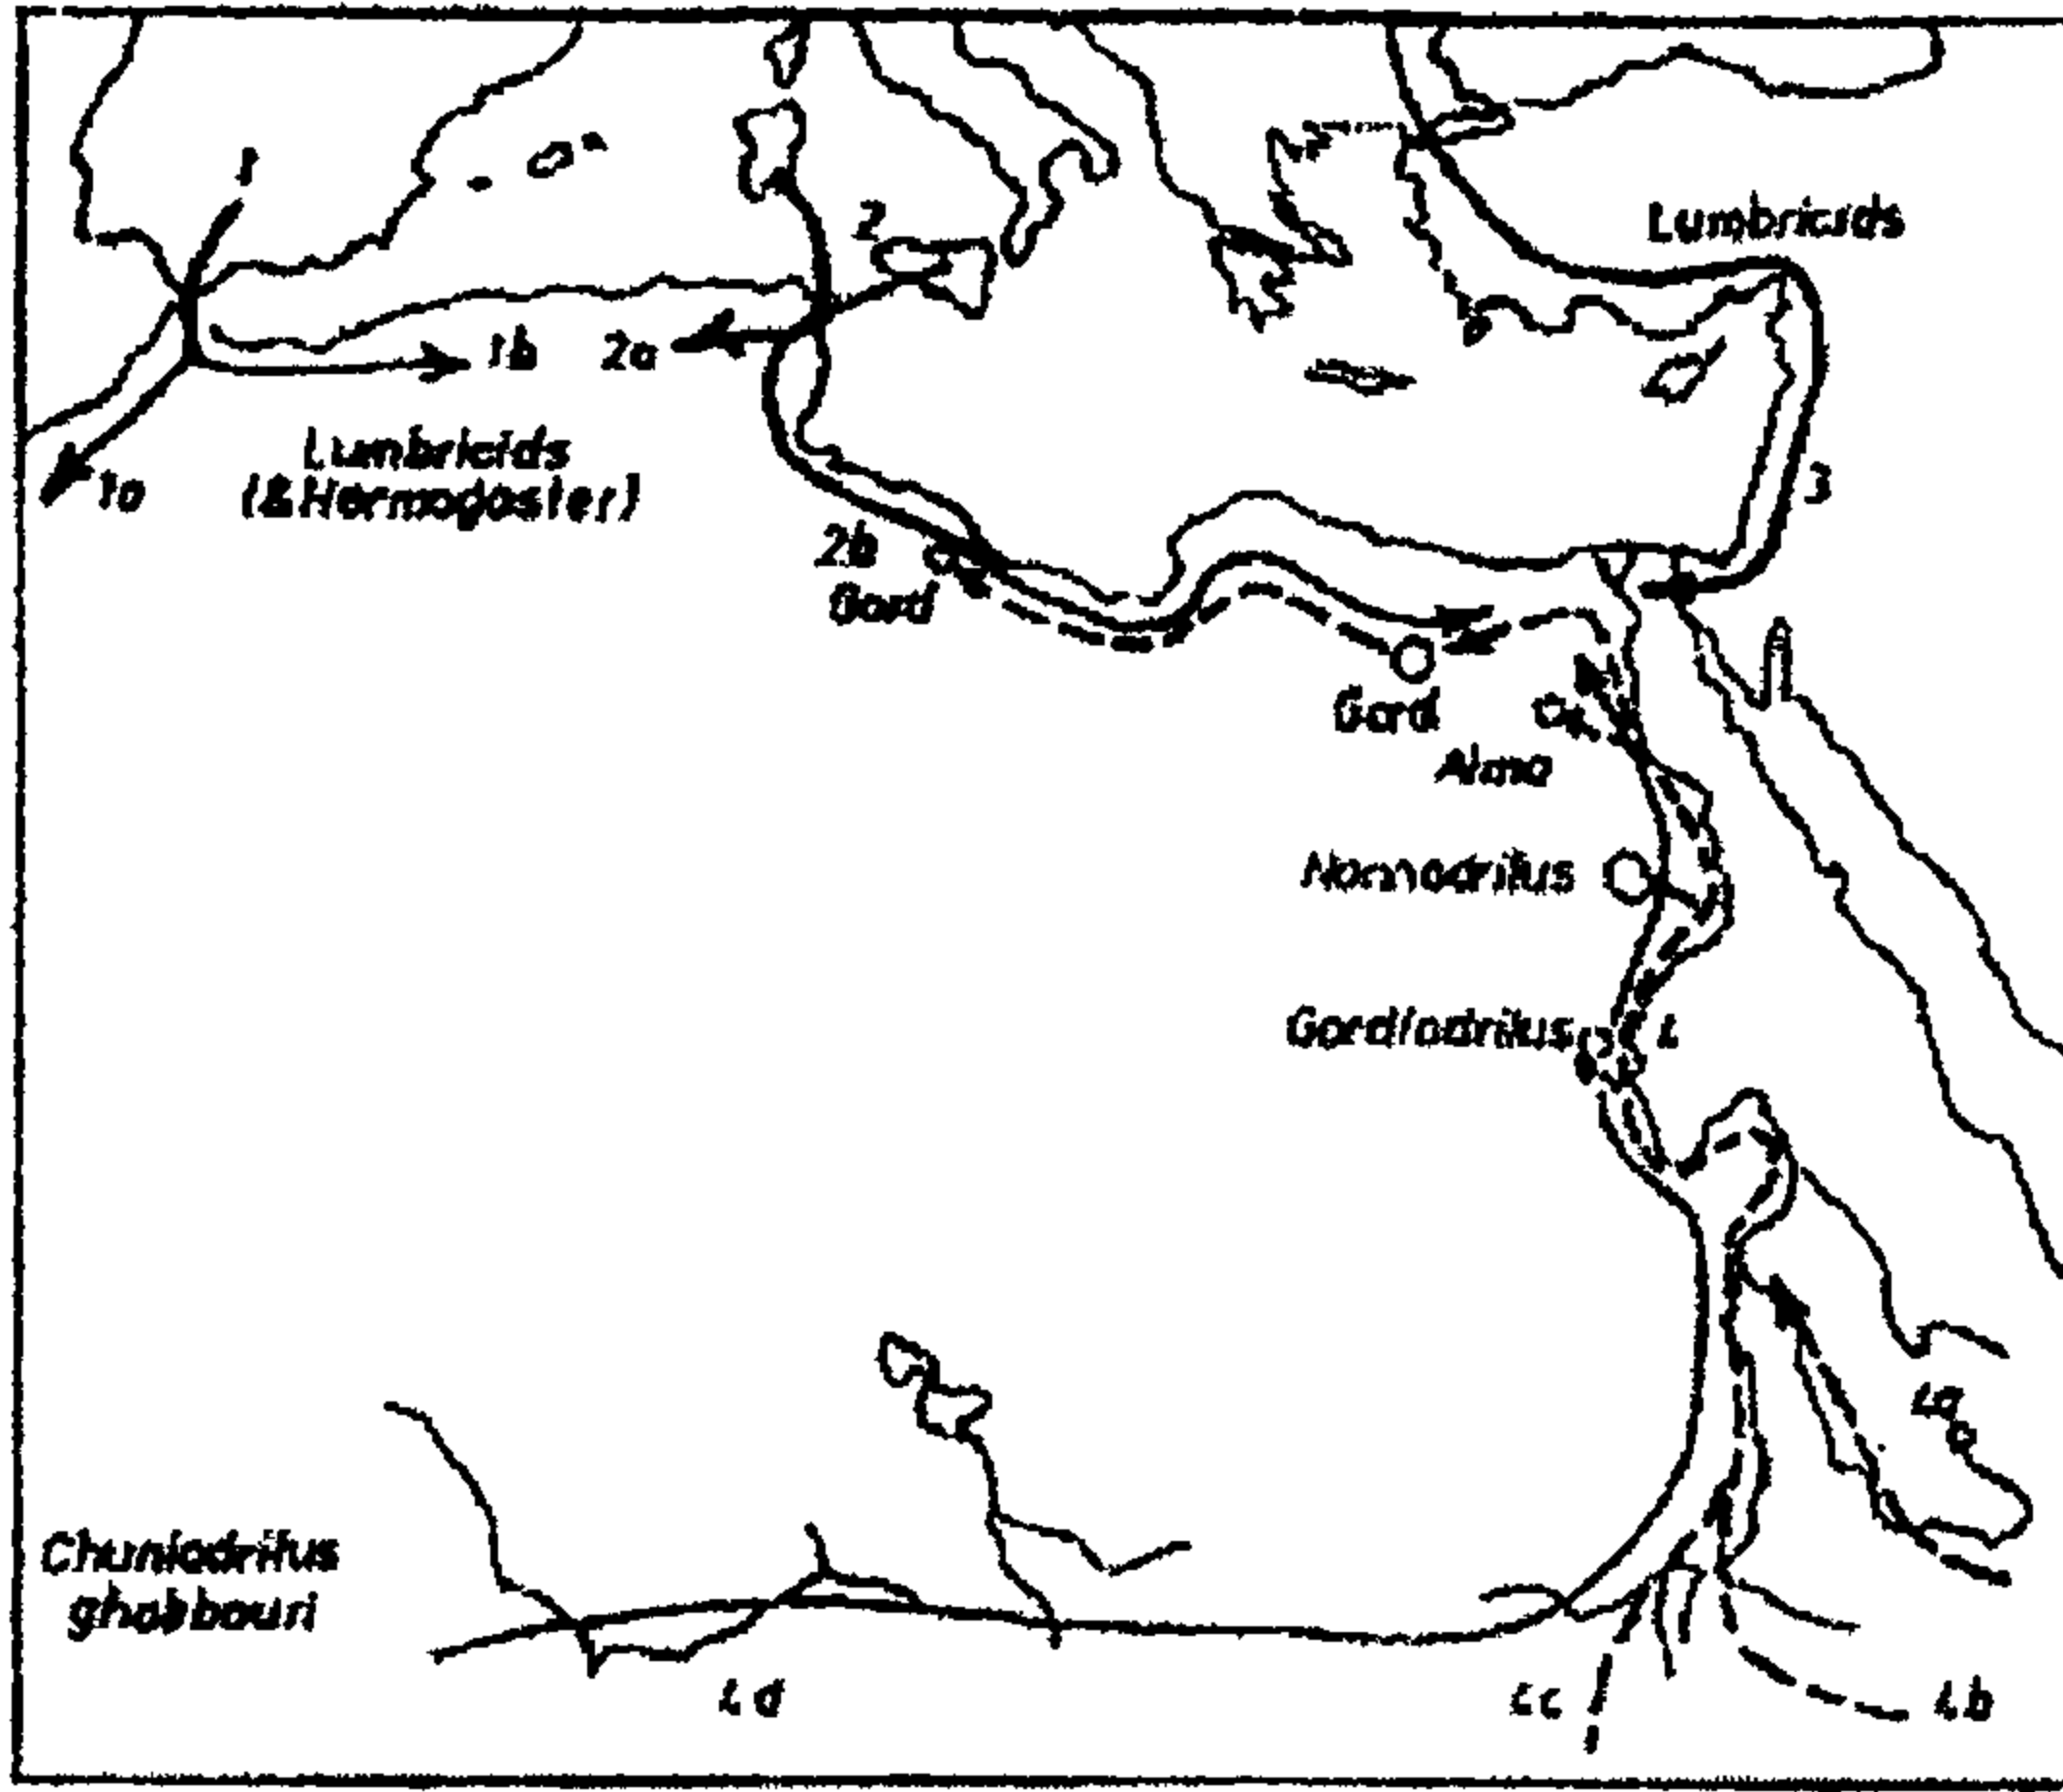 1
2
Lumbricids
1b
2a
Lumbricids
1a
(& Hormogaster)
3
2b
Gord
Gord
Alma
Nannodrilus
Gordiodrilus
4
4a
Chuniodrilus
ghabbouri
4d
4c
4b